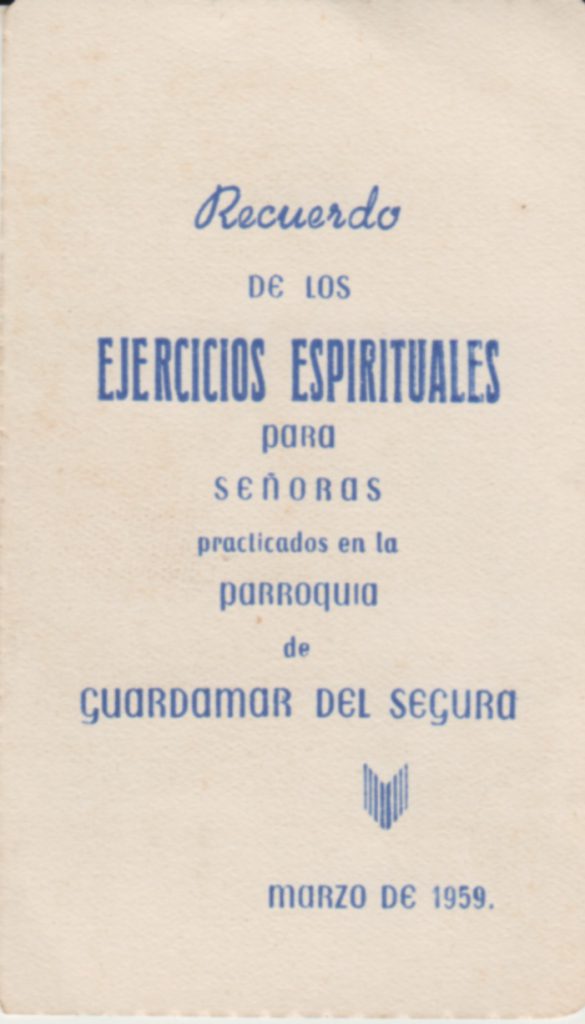 Recuerdo
DE LOS
EJERCICIOS ESPIRITUALES
para
SEÑORAS
practicados en la
PARROQUIA
de
GUARDAMAR DEL SEGURA
MARZO DE 1959.